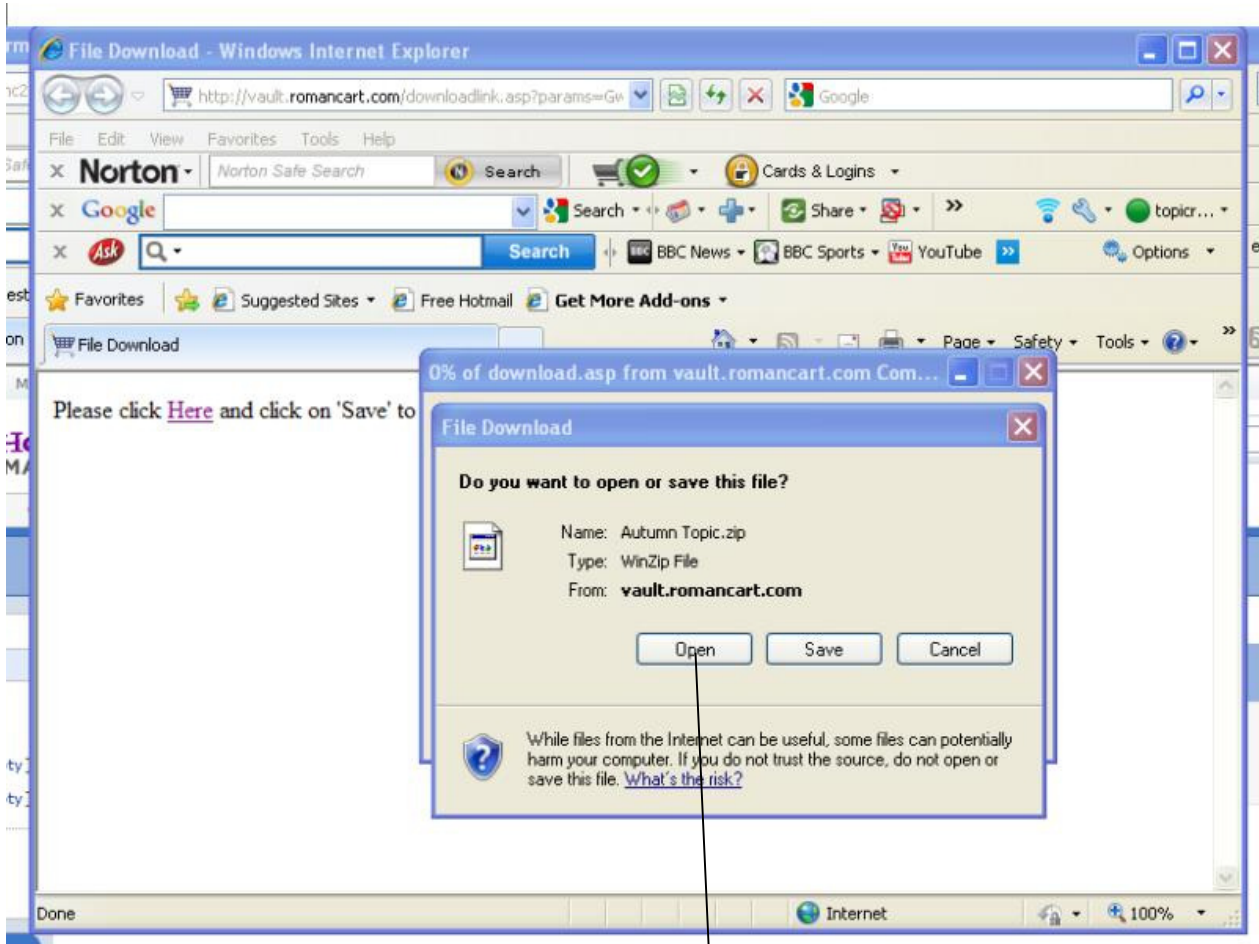 File Download - Windows Internet Explorer
http://vault.romancart.com/downloadlink.asp?params=Gw
Google
File Edit View Favorites Tools Help
x Norton Norton Safe Search Search Cards & Logins
x Google Search Share » topicr...
x Ask Search BBC News BBC Sports YouTube » Options
Favorites Suggested Sites Free Hotmail Get More Add-ons
File Download Page Safety Tools »
0% of download.asp from vault.romancart.com Com...
Please click Here and click on 'Save' to
File Download
Do you want to open or save this file?
Name: Autumn Topic.zip
Type: WinZip File
From: vault.romancart.com
Open Save Cancel
While files from the Internet can be useful, some files can potentially
harm your computer. If you do not trust the source, do not open or
save this file. What's the risk?
Done Internet 100%